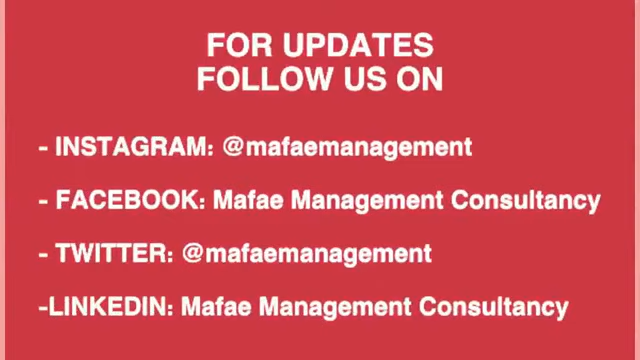 FOR UPDATES
FOLLOW US ON
- INSTAGRAM: @mafaemanagement
- FACEBOOK: Mafae Management Consultancy
- TWITTER: @mafaemanagement
-LINKEDIN: Mafae Management Consultancy